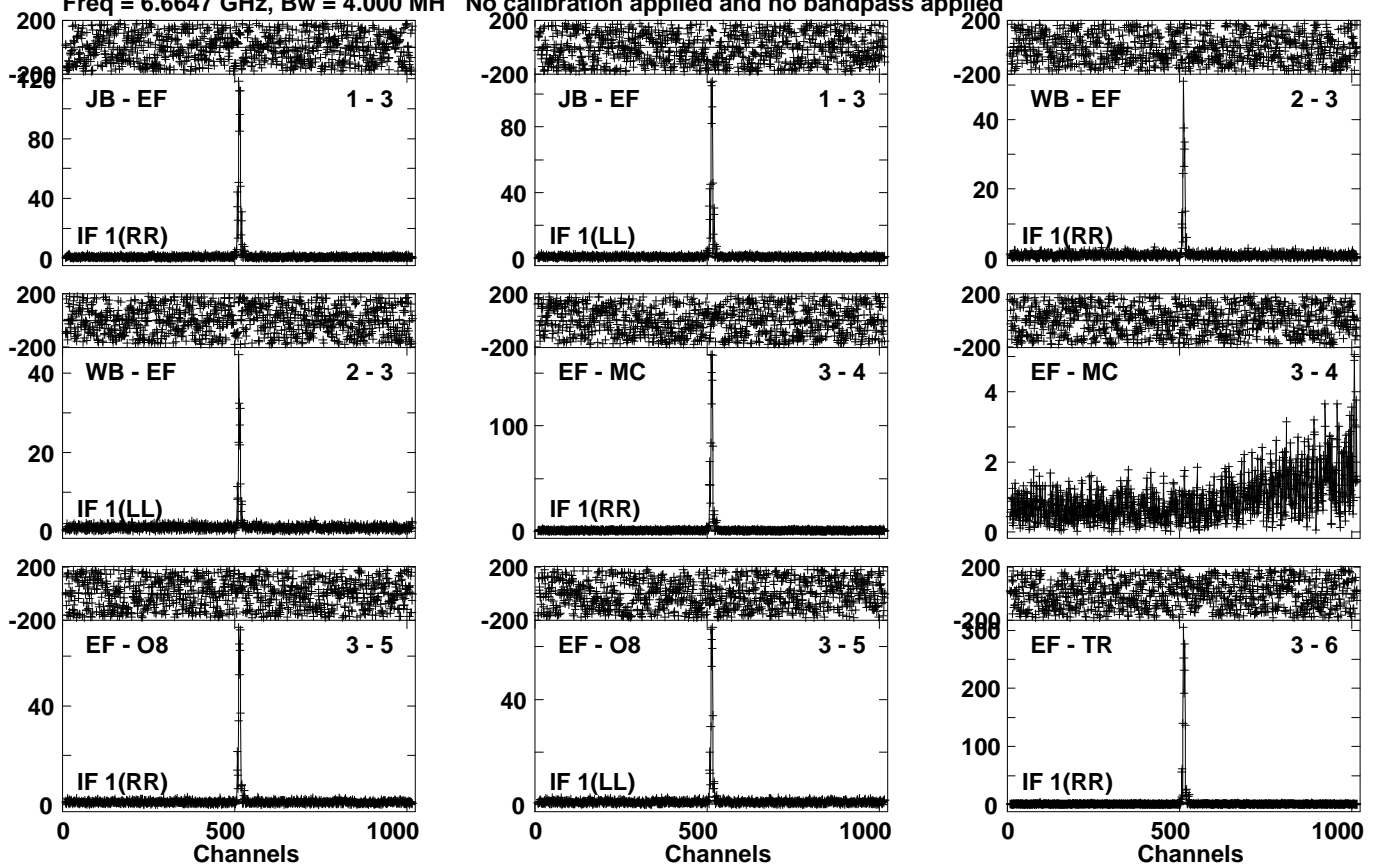 Freq = 6.6647 GHz, Bw = 4.000 MH No calibration applied and no bandpass applied
200 200 200
-200 -200 -200
120
JB - EF 1 - 3 JB - EF 1 - 3 WB - EF 2 - 3
80 80 40
40 40 20
IF 1(RR) IF 1(LL) IF 1(RR)
0 0 0
200 200 200
-200 -200 -200
WB - EF 2 - 3 EF - MC 3 - 4 EF - MC 3 - 4
40 100 4
20 2
IF 1(LL) IF 1(RR)
0 0 0
200 200 200
-200 -200 -200
300
EF - O8 3 - 5 EF - O8 3 - 5 EF - TR 3 - 6
40 40 200
100
IF 1(RR) IF 1(LL) IF 1(RR)
0 0 0
0 500 1000 0 500 1000 0 500 1000
Channels Channels Channels